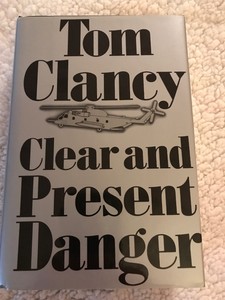 Tom
Clancy
Clear and
Present
Danger